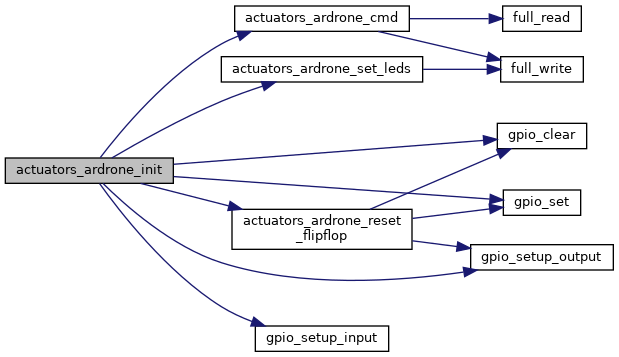 actuators_ardrone_cmd
full_read
actuators_ardrone_set_leds
full_write
gpio_clear
actuators_ardrone_init
gpio_set
actuators_ardrone_reset
_flipflop
gpio_setup_output
gpio_setup_input